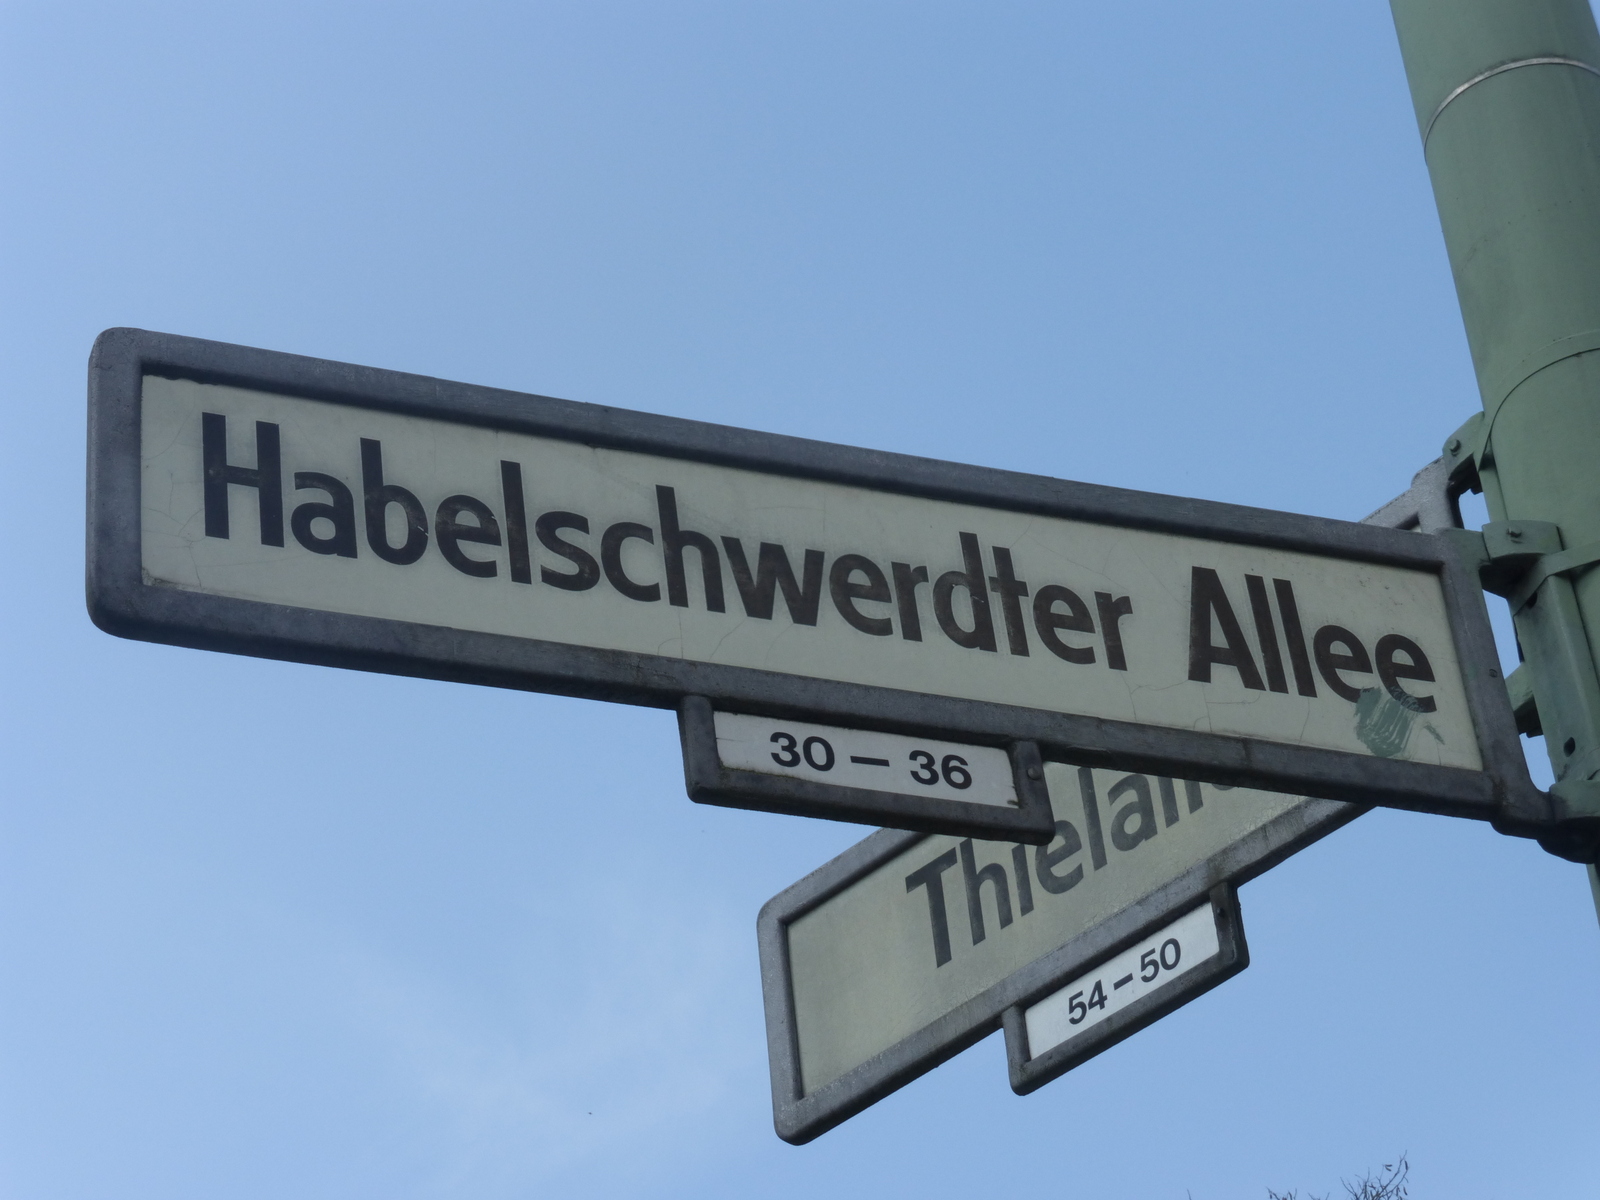 Habelschwerdter Allee
30 – 36
54 – 50